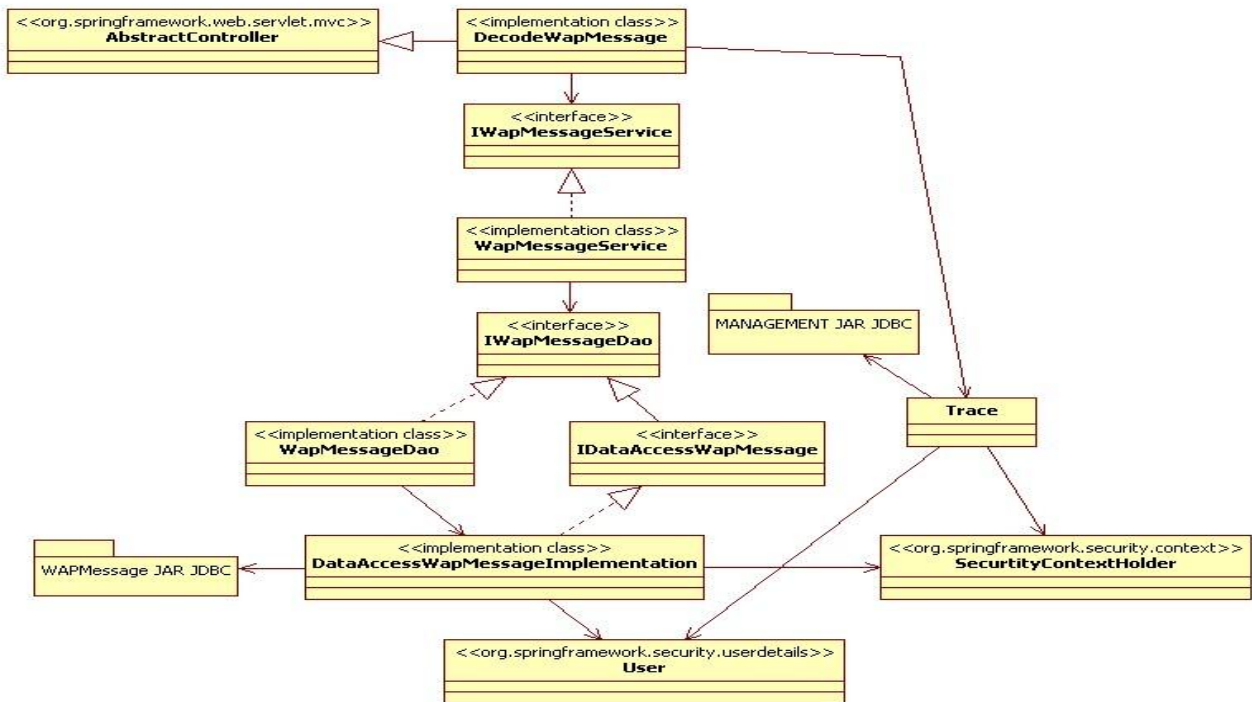 <<org.springframework.web.servlet.mvc>>
AbstractController
<<implementation class>>
DecodeWapMessage
<<interface>>
IWapMessageService
<<implementation class>>
WapMessageService
<<interface>>
IWapMessageDao
MANAGEMENT JAR JDBC
Trace
<<implementation class>>
WapMessageDao
<<interface>>
IDataAccessWapMessage
WAPMessage JAR JDBC
<<implementation class>>
DataAccessWapMessageImplementation
<<org.springframework.security.context>>
SecurtityContextHolder
<<org.springframework.security.userdetails>>
User